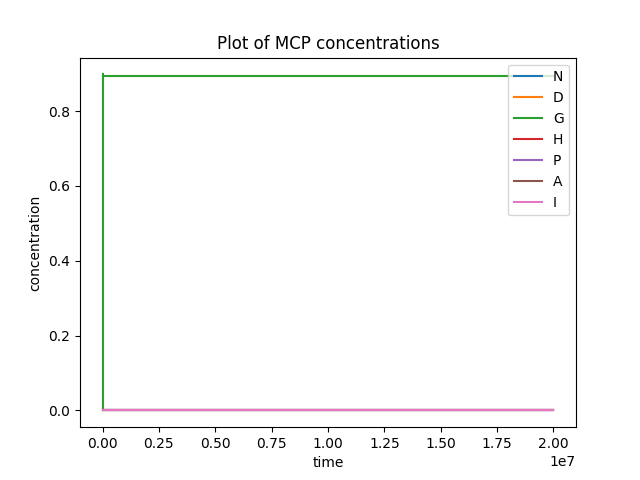 Plot of MCP concentrations
N
D
G
H
P
A
I
concentration
0.8
0.6
0.4
0.2
0.0
0.00 0.25 0.50 0.75 1.00 1.25 1.50 1.75 2.00
1e7
time